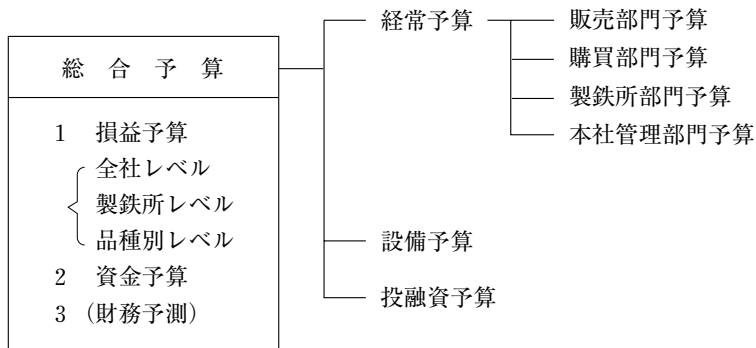 総合予算
1 損益予算
全社レベル
製鉄所レベル
品種別レベル
2 資金予算
3 (財務予測)
経常予算
販売部門予算
購買部門予算
製鉄所部門予算
本社管理部門予算
設備予算
投融資予算